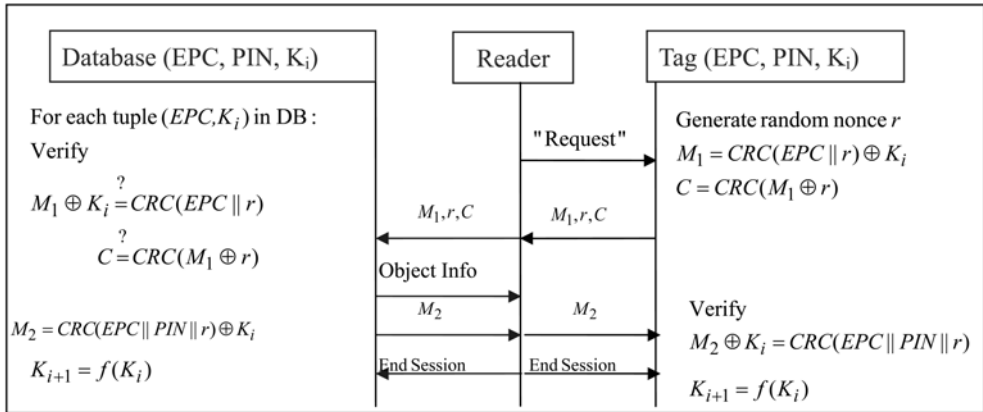 Database (EPC, PIN, Kᵢ)
Reader
Tag (EPC, PIN, Kᵢ)
For each tuple (EPC,Kᵢ) in DB :
Verify
M₁ ⊕ Kᵢ ≟ CRC(EPC || r)
C ≟ CRC(M₁ ⊕ r)
"Request"
Generate random nonce r
M₁ = CRC(EPC || r) ⊕ Kᵢ
C = CRC(M₁ ⊕ r)
M₁,r,C
M₁,r,C
Object Info
M₂
M₂
M₂ = CRC(EPC || PIN || r) ⊕ Kᵢ
Kᵢ₊₁ = f(Kᵢ)
Verify
M₂ ⊕ Kᵢ = CRC(EPC || PIN || r)
End Session
End Session
Kᵢ₊₁ = f(Kᵢ)